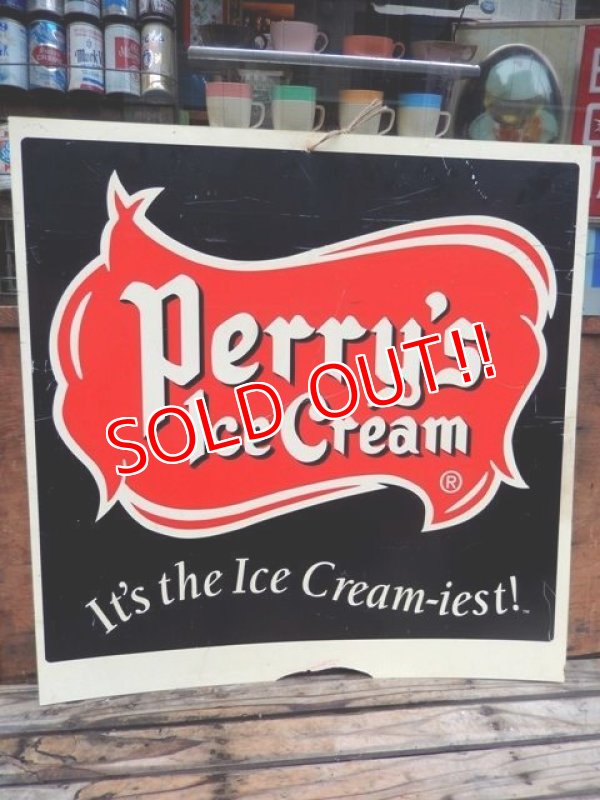 Perry's
Ice Cream
®
SOLD OUT!!
It's the Ice Cream-iest!